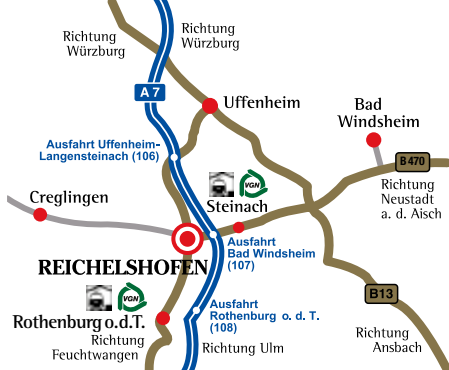 Richtung
Würzburg
Richtung
Würzburg
A 7
Uffenheim
Bad
Windsheim
Ausfahrt Uffenheim-
Langensteinach (106)
B 470
VGN
Creglingen
Steinach
Richtung
Neustadt
a. d. Aisch
Ausfahrt
Bad Windsheim
(107)
REICHELSHOFEN
VGN
B13
Ausfahrt
Rothenburg o. d. T.
(108)
Rothenburg o.d.T.
Richtung
Feuchtwangen
Richtung Ulm
Richtung
Ansbach